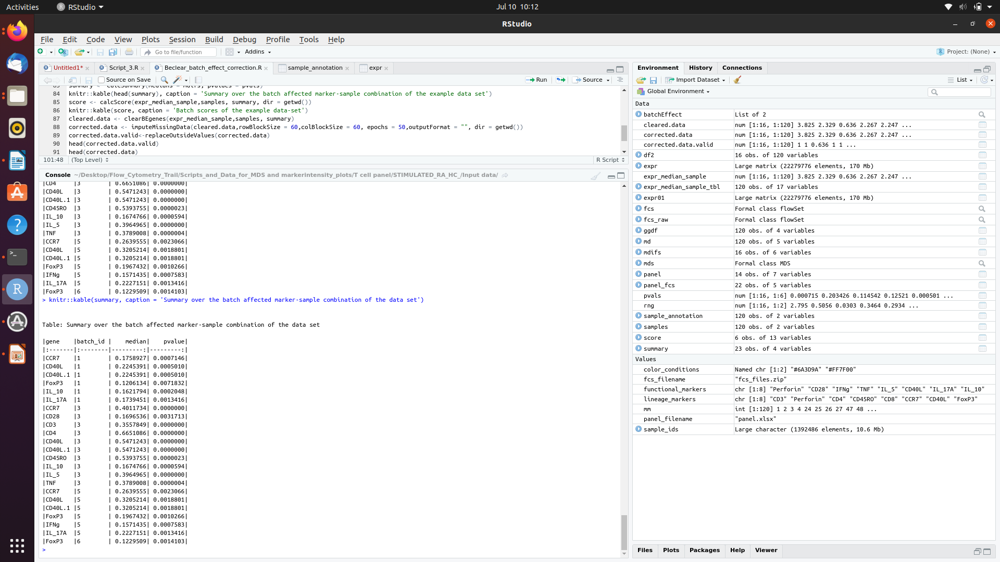 Activities
RStudio
Jul 10 10:12
RStudio
File Edit Code View Plots Session Build Debug Profile Tools Help
Go to file/function
Addins
Project: (None)
Untitled1*
Script_3.R
Beclear_batch_effect_correction.R
sample_annotation
expr
Source on Save
Run
Source
84 knitr::kable(head(summary), caption = 'Summary over the batch affected marker-sample combination of the example data set')
85 score <- calcScore(expr_median_sample,samples, summary, dir = getwd())
86 knitr::kable(score, caption = 'Batch scores of the example data-set')
87 cleared.data <- clearBEgenes(expr_median_sample,samples, summary)
88 corrected.data <- imputeMissingData(cleared.data,rowBlockSize = 60,colBlockSize = 60, epochs = 50,outputFormat = "", dir = getwd())
89 corrected.data.valid<-replaceOutsideValues(corrected.data)
90 head(corrected.data.valid)
91 head(corrected.data)
101:48 (Top Level) R Script
Console ~/Desktop/Flow_Cytometry_Trail/Scripts_and_Data_for_MDS and markerintensity_plots/T cell panel/STIMULATED_RA_HC_/Input data/
|CD4 |3 | 0.6651086| 0.0000000|
|CD40L |3 | 0.5471243| 0.0000000|
|CD40L.1 |3 | 0.5471243| 0.0000000|
|CD45RO |3 | 0.5393755| 0.0000023|
|IL_10 |3 | 0.1674766| 0.0000594|
|IL_5 |3 | 0.3964965| 0.0000000|
|TNF |3 | 0.3789008| 0.0000004|
|CCR7 |5 | 0.2639555| 0.0023066|
|CD40L |5 | 0.3205214| 0.0018801|
|CD40L.1 |5 | 0.3205214| 0.0018801|
|FoxP3 |5 | 0.1967432| 0.0010266|
|IFNg |5 | 0.1571435| 0.0007583|
|IL_17A |5 | 0.2227151| 0.0013416|
|FoxP3 |6 | 0.1229509| 0.0014103|
> knitr::kable(summary, caption = 'Summary over the batch affected marker-sample combination of the data set')
Table: Summary over the batch affected marker-sample combination of the data set
|gene |batch_id | median| pvalue|
|:-------|:--------|---------:|---------:|
|CCR7 |1 | 0.1758927| 0.0007146|
|CD40L |1 | 0.2245391| 0.0005010|
|CD40L.1 |1 | 0.2245391| 0.0005010|
|FoxP3 |1 | 0.1206134| 0.0071832|
|IL_10 |1 | 0.1621794| 0.0002048|
|IL_17A |1 | 0.1739451| 0.0013416|
|CCR7 |3 | 0.4011734| 0.0000000|
|CD28 |3 | 0.1696536| 0.0031713|
|CD3 |3 | 0.3557849| 0.0000000|
|CD4 |3 | 0.6651086| 0.0000000|
|CD40L |3 | 0.5471243| 0.0000000|
|CD40L.1 |3 | 0.5471243| 0.0000000|
|CD45RO |3 | 0.5393755| 0.0000023|
|IL_10 |3 | 0.1674766| 0.0000594|
|IL_5 |3 | 0.3964965| 0.0000000|
|TNF |3 | 0.3789008| 0.0000004|
|CCR7 |5 | 0.2639555| 0.0023066|
|CD40L |5 | 0.3205214| 0.0018801|
|CD40L.1 |5 | 0.3205214| 0.0018801|
|FoxP3 |5 | 0.1967432| 0.0010266|
|IFNg |5 | 0.1571435| 0.0007583|
|IL_17A |5 | 0.2227151| 0.0013416|
|FoxP3 |6 | 0.1229509| 0.0014103|
>
Environment History Connections
Import Dataset
List
Global Environment
Data
batchEffect List of 2
cleared.data num [1:16, 1:120] 3.825 2.329 0.636 2.267 2.247 ...
corrected.data num [1:16, 1:120] 3.825 2.329 0.636 2.267 2.247 ...
corrected.data.valid num [1:16, 1:120] 1 1 0.636 1 1 ...
df2 16 obs. of 120 variables
expr Large matrix (22279776 elements, 170 Mb)
expr_median_sample num [1:16, 1:120] 3.825 2.329 0.636 2.267 2.247 ...
expr_median_sample_tbl 120 obs. of 17 variables
expr01 Large matrix (22279776 elements, 170 Mb)
fcs Formal class flowSet
fcs_raw Formal class flowSet
ggdf 120 obs. of 4 variables
md 120 obs. of 5 variables
mdifs 16 obs. of 6 variables
mds Formal class MDS
panel 14 obs. of 7 variables
panel_fcs 22 obs. of 5 variables
pvals num [1:16, 1:6] 0.000715 0.203426 0.114542 0.12521 0.000501 ...
rng num [1:16, 1:2] 2.795 0.5056 0.0303 0.3464 0.2934 ...
sample_annotation 120 obs. of 2 variables
samples 120 obs. of 2 variables
score 6 obs. of 13 variables
summary 23 obs. of 4 variables
Values
color_conditions Named chr [1:2] "#6A3D9A" "#FF7F00"
fcs_filename "fcs_files.zip"
functional_markers chr [1:8] "Perforin" "CD28" "IFNg" "TNF" "IL_5" "CD40L" "IL_17A" "IL_10"
lineage_markers chr [1:8] "CD3" "Perforin" "CD4" "CD45RO" "CD8" "CCR7" "CD40L" "FoxP3"
mm int [1:120] 1 2 3 4 24 25 26 27 47 48 ...
panel_filename "panel.xlsx"
sample_ids Large character (1392486 elements, 10.6 Mb)
Files Plots Packages Help Viewer